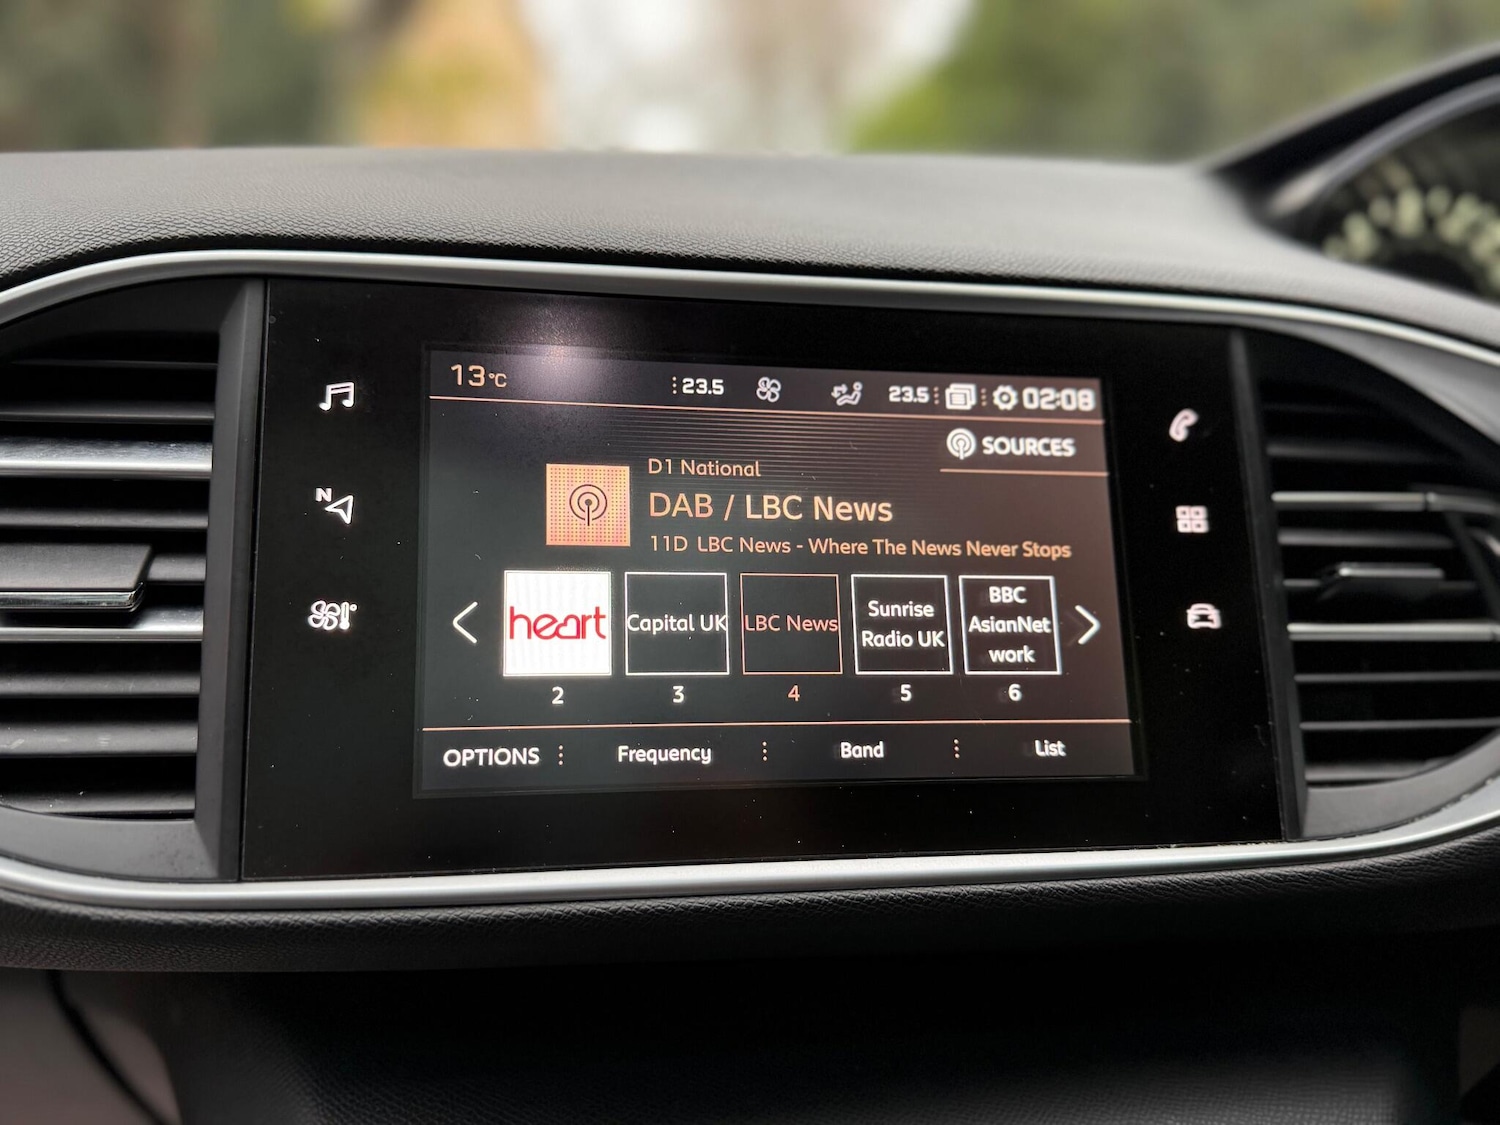 13°C
23.5
23.5
02:08
SOURCES
D1 National
DAB / LBC News
11D LBC News - Where The News Never Stops
N
heart
Capital UK
LBC News
Sunrise
Radio UK
BBC
AsianNet
work
2
3
4
5
6
OPTIONS
Frequency
Band
List